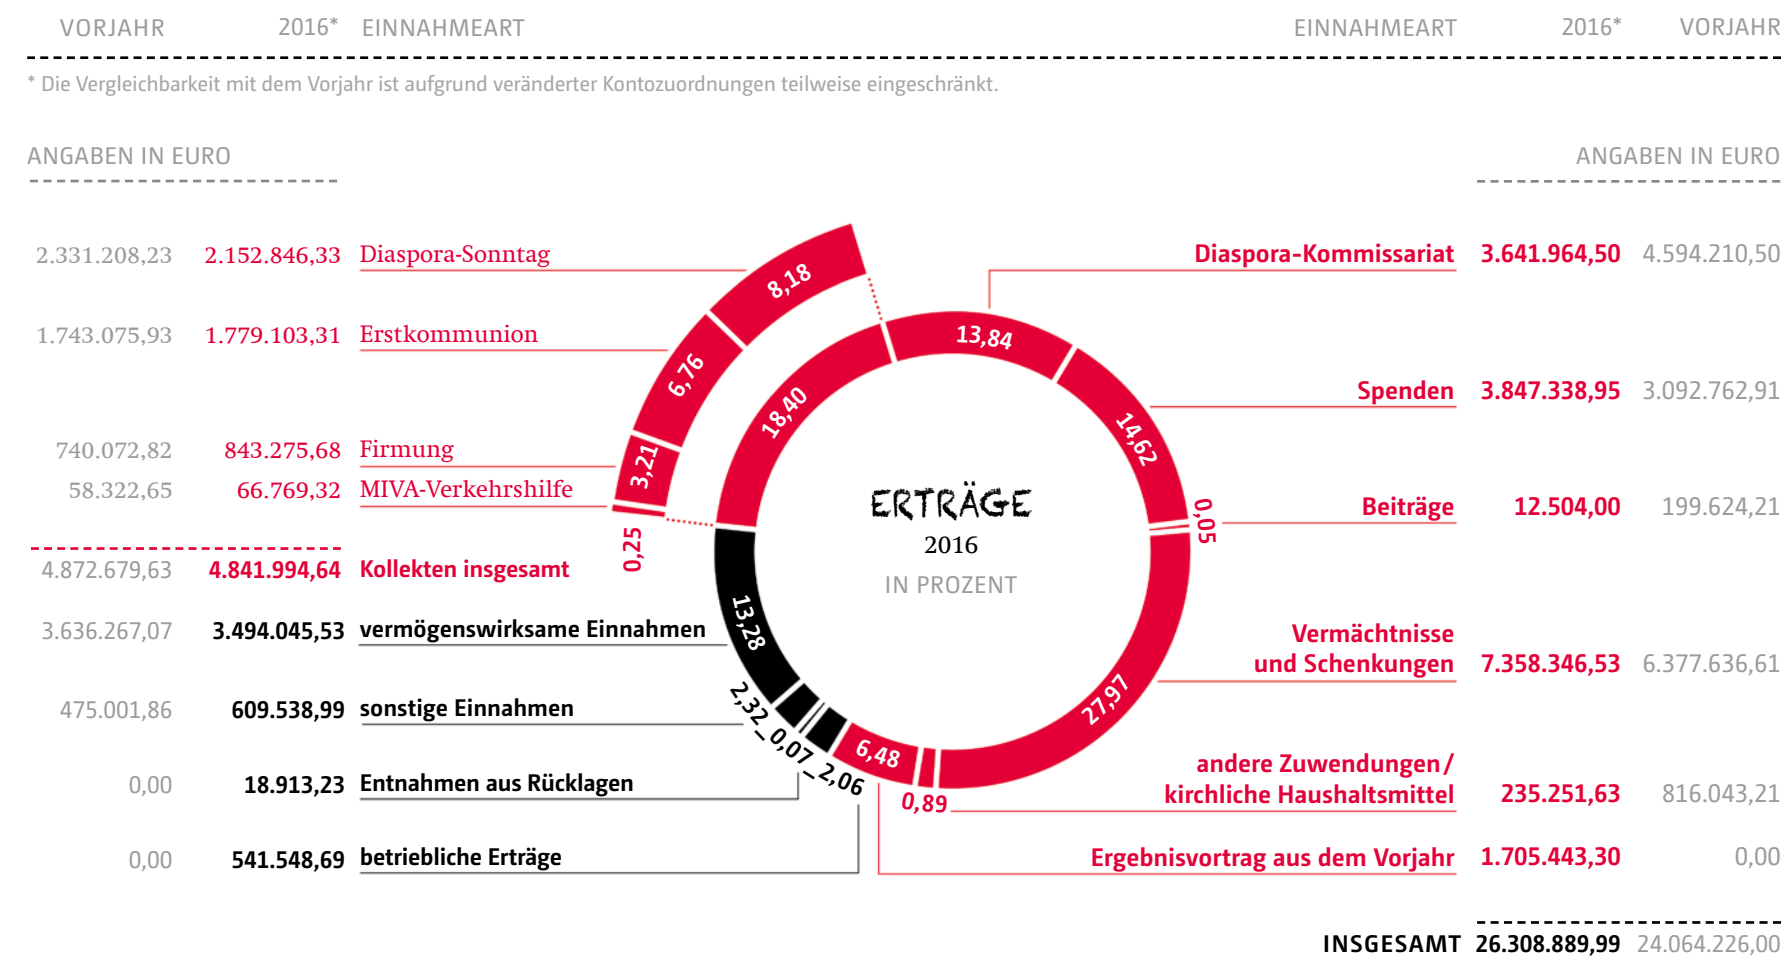 VORJAHR 2016* EINNAHMEART EINNAHMEART 2016* VORJAHR
* Die Vergleichbarkeit mit dem Vorjahr ist aufgrund veränderter Kontozuordnungen teilweise eingeschränkt.
ANGABEN IN EURO
2.331.208,23 2.152.846,33 Diaspora-Sonntag
1.743.075,93 1.779.103,31 Erstkommunion
740.072,82 843.275,68 Firmung
58.322,65 66.769,32 MIVA-Verkehrshilfe
4.872.679,63 4.841.994,64 Kollekten insgesamt
3.636.267,07 3.494.045,53 vermögenswirksame Einnahmen
475.001,86 609.538,99 sonstige Einnahmen
0,00 18.913,23 Entnahmen aus Rücklagen
0,00 541.548,69 betriebliche Erträge
8,18
6,76
3,21
0,25
18,40
13,84
14,62
0,05
27,97
0,89
6,48
2,32_0,07_2,06
13,28
ERTRÄGE
2016
IN PROZENT
ANGABEN IN EURO
Diaspora-Kommissariat 3.641.964,50 4.594.210,50
Spenden 3.847.338,95 3.092.762,91
Beiträge 12.504,00 199.624,21
Vermächtnisse
und Schenkungen 7.358.346,53 6.377.636,61
andere Zuwendungen/
kirchliche Haushaltsmittel 235.251,63 816.043,21
Ergebnisvortrag aus dem Vorjahr 1.705.443,30 0,00
INSGESAMT 26.308.889,99 24.064.226,00